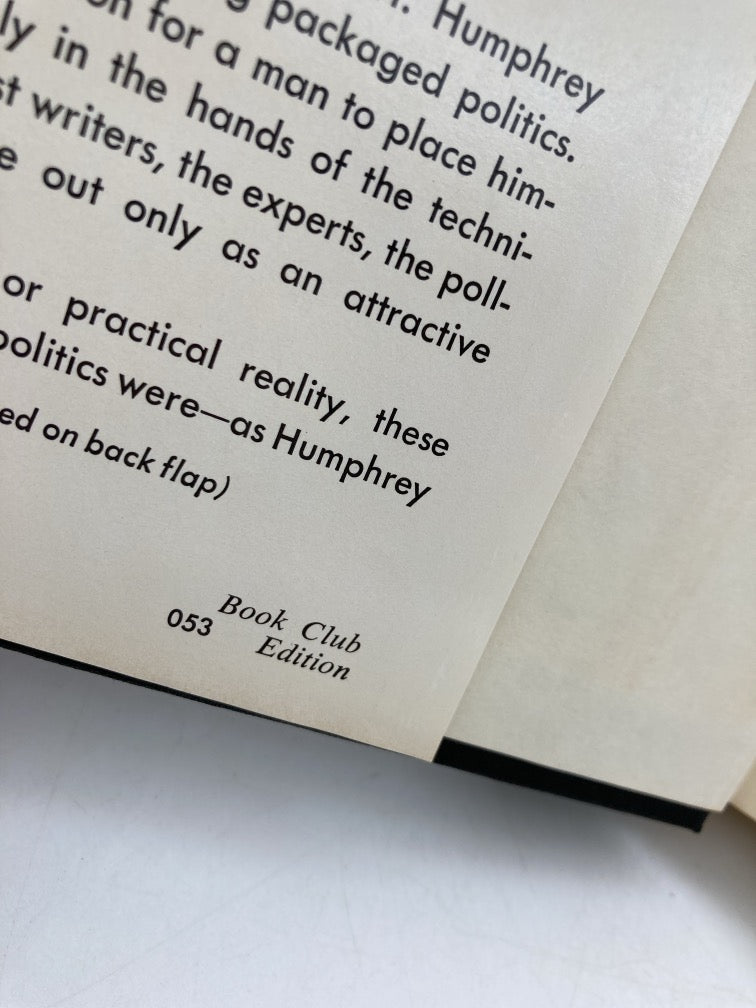 Humphrey
packaged politics.
for a man to place him-
ly in the hands of the techni-
st writers, the experts, the poll-
e out only as an attractive
or practical reality, these
politics were—as Humphrey
ed on back flap)
053 Book Club
Edition